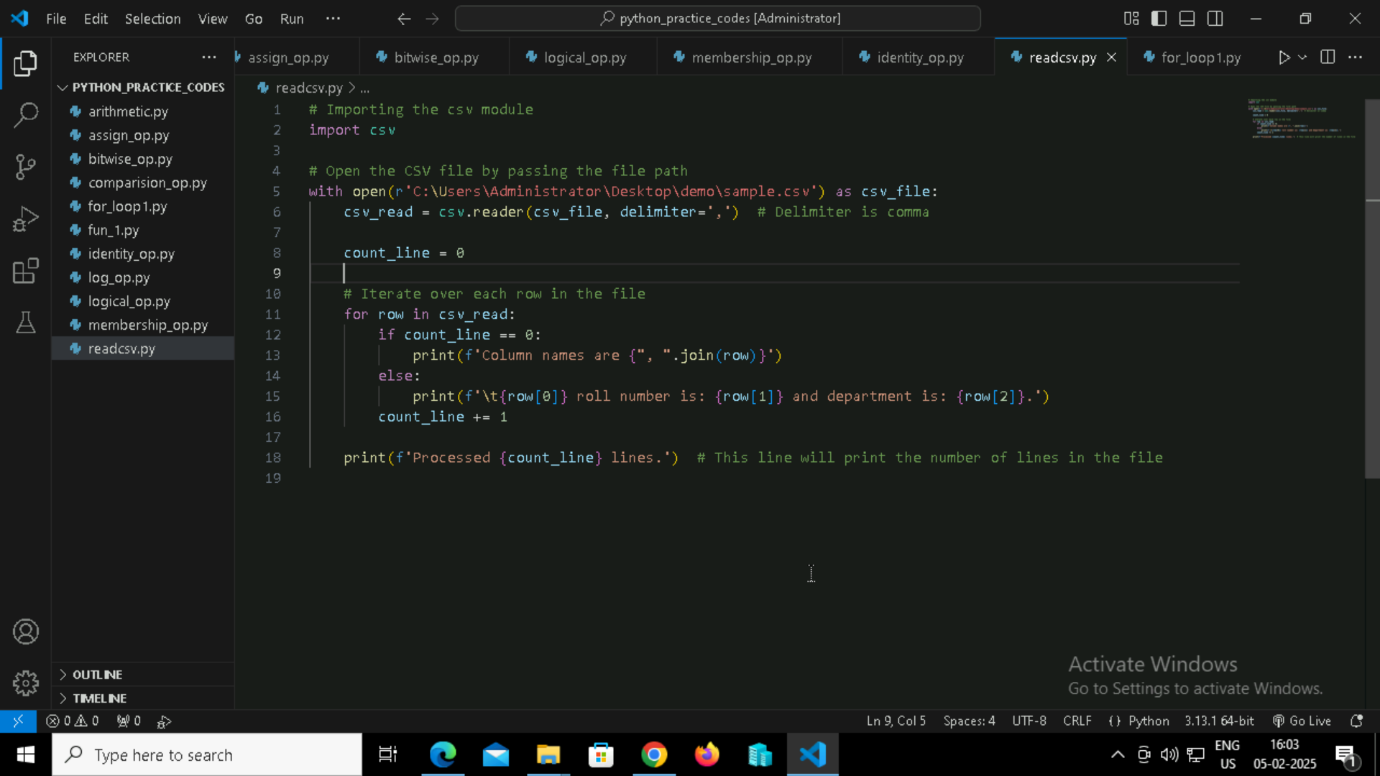 File Edit Selection View Go Run ··· python_practice_codes [Administrator]
EXPLORER ···
assign_op.py bitwise_op.py logical_op.py membership_op.py identity_op.py readcsv.py for_loop1.py
PYTHON_PRACTICE_CODES
arithmetic.py
assign_op.py
bitwise_op.py
comparision_op.py
for_loop1.py
fun_1.py
identity_op.py
log_op.py
logical_op.py
membership_op.py
readcsv.py
OUTLINE
TIMELINE
readcsv.py > ...
1 # Importing the csv module
2 import csv
3
4 # Open the CSV file by passing the file path
5 with open(r'C:\Users\Administrator\Desktop\demo\sample.csv') as csv_file:
6 csv_read = csv.reader(csv_file, delimiter=',') # Delimiter is comma
7
8 count_line = 0
9
10 # Iterate over each row in the file
11 for row in csv_read:
12 if count_line == 0:
13 print(f'Column names are {", ".join(row)}')
14 else:
15 print(f'\t{row[0]} roll number is: {row[1]} and department is: {row[2]}.')
16 count_line += 1
17
18 print(f'Processed {count_line} lines.') # This line will print the number of lines in the file
19
Activate Windows
Go to Settings to activate Windows.
0 0 0 Ln 9, Col 5 Spaces: 4 UTF-8 CRLF {} Python 3.13.1 64-bit Go Live
Type here to search
ENG
US
16:03
05-02-2025
1